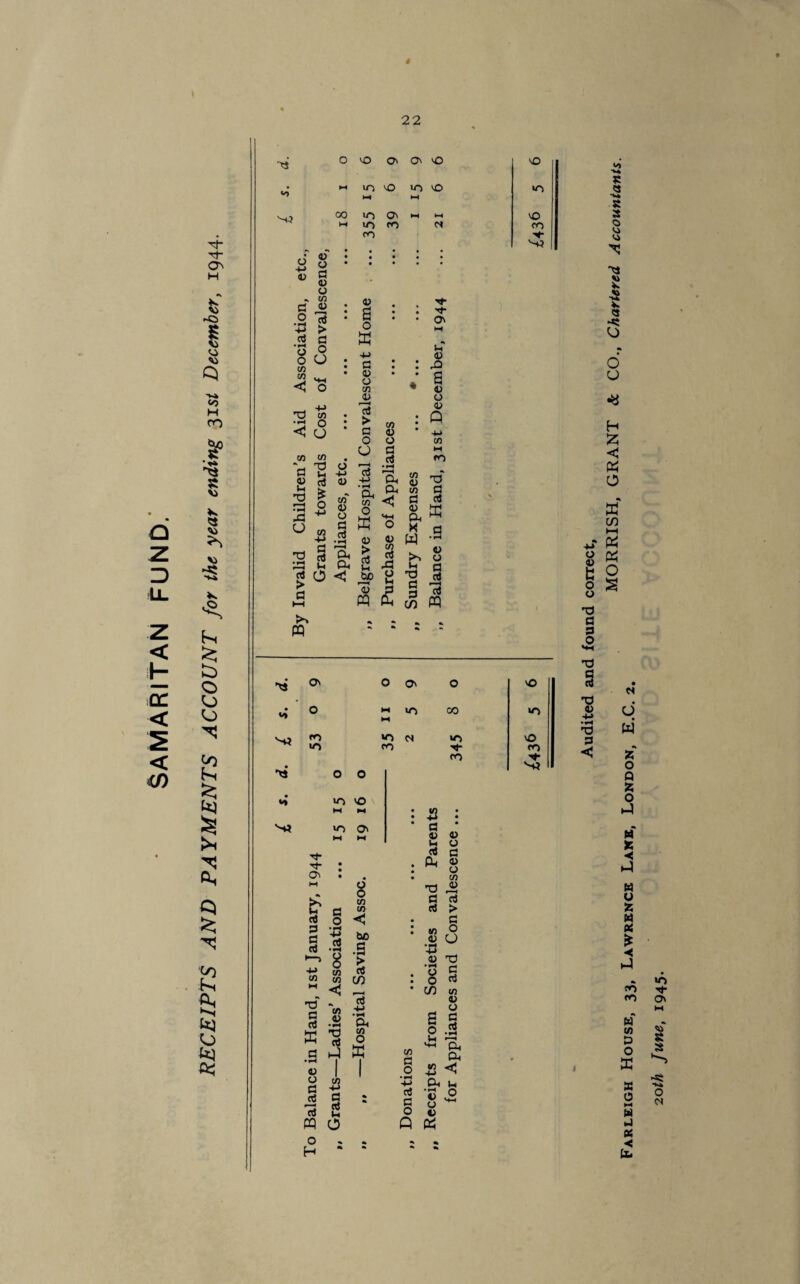 22
SAMARITAN FUND.
RECEIPTS AND PAYMENTS ACCOUNT for the year ending 31st December, 1944.
£ s. d. £ s. d.
To Balance in Hand, 1st January, 1944 ... 53 0 9
,, Grants—Ladies' Association ... 15 15 0
,, ,, —Hospital Saving Assoc. 19 16 0
35 11 0
,, Donations ... ... ... ... 2 5 9
,, Receipts from Societies and Parents
for Appliances and Convalescence ... 345 8 0
£436 5 6
£ s. d.
By Invalid Children's Aid Association, etc.,
Grants towards Cost of Convalescence,
Appliances, etc. ... ... ... 18 1 0
,, Belgrave Hospital Convalescent Home ... 355 15 6
,, Purchase of Appliances ... ... ... 39 6 9
,, Sundry Expenses ... ... ... 1 15 9
,, Balance in Hand, 31st December, 1944 ... 21 6 6
£436 5 6
Audited and found correct,
MORRISH, GRANT & CO., Chartered Accountants.
FARLEIGH HOUSE, 33, LAWRENCE LANE, LONDON, E.C. 2.
20th June, 1945.